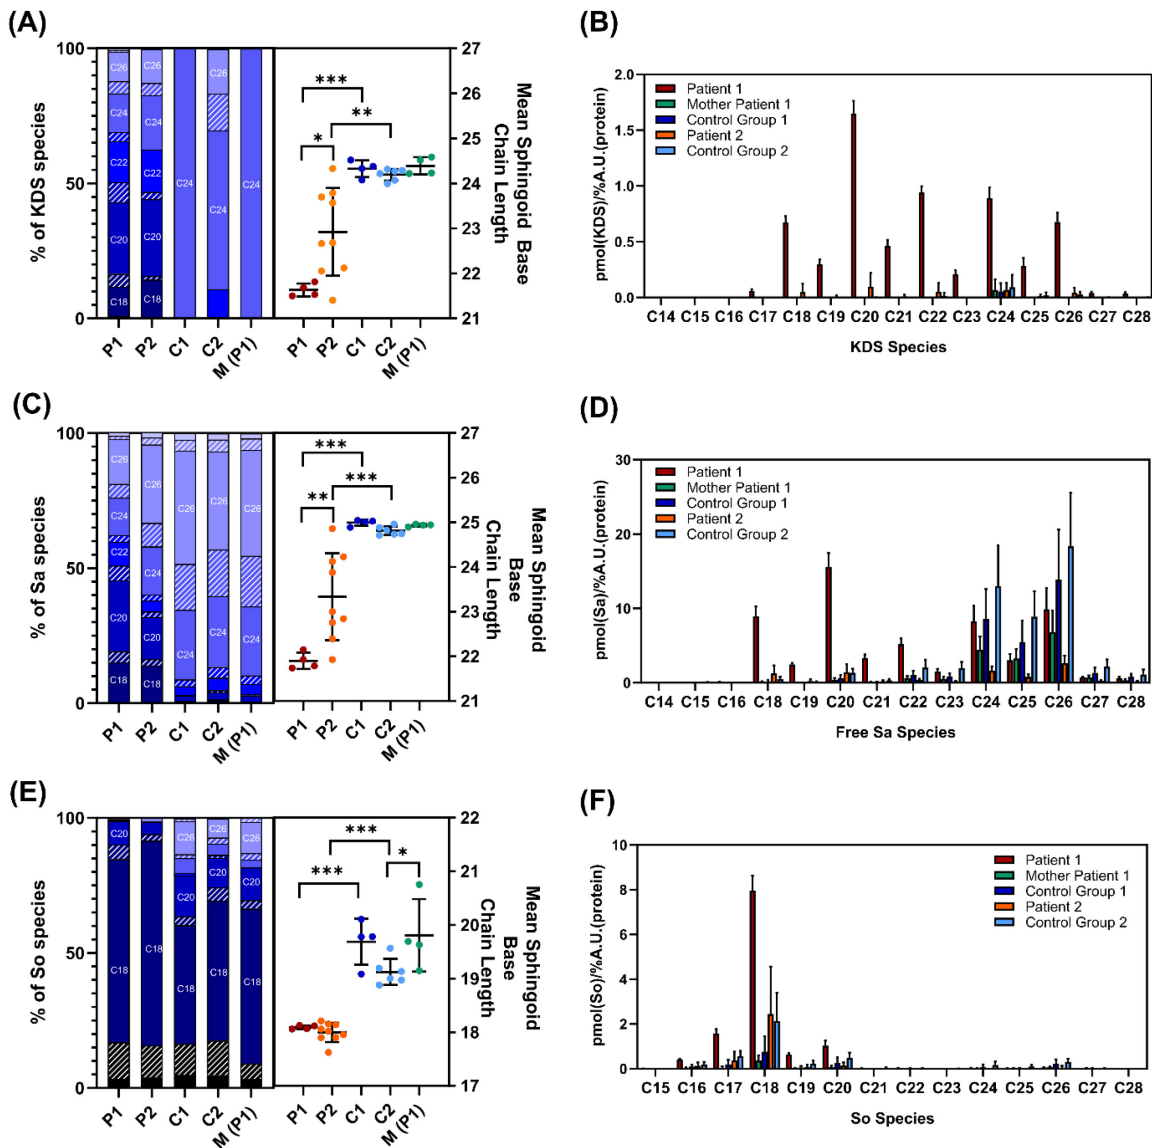 (A)
% of KDS species
100
50
0
C26
C24
C22
C20
C18
C26
C24
C22
C20
C18
C24
C26
C24
C24
P1
P2
C1
C2
M (P1)
***
**
*
27
26
25
24
23
22
21
Mean Sphingoid Base
Chain Length
P1
P2
C1
C2
M (P1)
(B)
pmol(KDS)/%A.U.(protein)
2.0
1.5
1.0
0.5
0.0
Patient 1
Mother Patient 1
Control Group 1
Patient 2
Control Group 2
C14 C15 C16 C17 C18 C19 C20 C21 C22 C23 C24 C25 C26 C27 C28
KDS Species
(C)
% of Sa species
100
50
0
C26
C24
C22
C20
C18
C26
C24
C20
C18
C26
C24
C26
C24
C26
C24
P1
P2
C1
C2
M (P1)
***
***
**
27
26
25
24
23
22
21
Mean Sphingoid
Base
Chain Length
P1
P2
C1
C2
M (P1)
(D)
pmol(Sa)/%A.U.(protein)
30
20
10
0
Patient 1
Mother Patient 1
Control Group 1
Patient 2
Control Group 2
C14 C15 C16 C17 C18 C19 C20 C21 C22 C23 C24 C25 C26 C27 C28
Free Sa Species
(E)
% of So species
100
50
0
C20
C18
C18
C26
C20
C18
C26
C20
C18
C26
C20
C18
P1
P2
C1
C2
M (P1)
***
***
*
22
21
20
19
18
17
Mean Sphingoid
Base
Chain Length
P1
P2
C1
C2
M (P1)
(F)
pmol(So)/%A.U.(protein)
10
8
6
4
2
0
Patient 1
Mother Patient 1
Control Group 1
Patient 2
Control Group 2
C15 C16 C17 C18 C19 C20 C21 C22 C23 C24 C25 C26 C27 C28
So Species